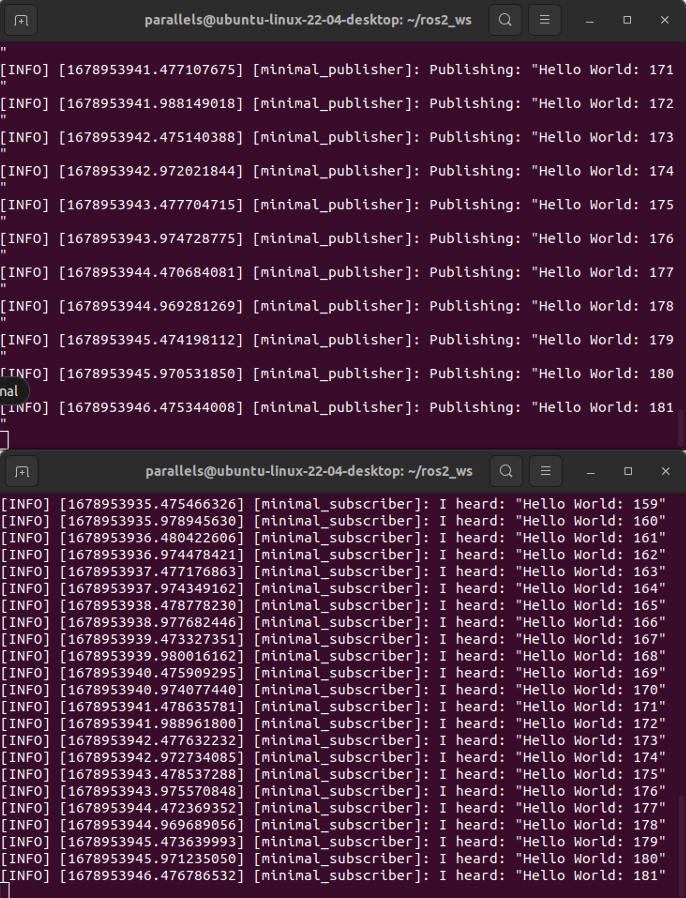 parallels@ubuntu-linux-22-04-desktop: ~/ros2_ws
"
[INFO] [1678953941.477107675] [minimal_publisher]: Publishing: "Hello World: 171
"
[INFO] [1678953941.988149018] [minimal_publisher]: Publishing: "Hello World: 172
"
[INFO] [1678953942.475140388] [minimal_publisher]: Publishing: "Hello World: 173
"
[INFO] [1678953942.972021844] [minimal_publisher]: Publishing: "Hello World: 174
"
[INFO] [1678953943.477704715] [minimal_publisher]: Publishing: "Hello World: 175
"
[INFO] [1678953943.974728775] [minimal_publisher]: Publishing: "Hello World: 176
"
[INFO] [1678953944.470684081] [minimal_publisher]: Publishing: "Hello World: 177
"
[INFO] [1678953944.969281269] [minimal_publisher]: Publishing: "Hello World: 178
"
[INFO] [1678953945.474198112] [minimal_publisher]: Publishing: "Hello World: 179
"
[INFO] [1678953945.970531850] [minimal_publisher]: Publishing: "Hello World: 180
nal
[INFO] [1678953946.475344008] [minimal_publisher]: Publishing: "Hello World: 181
"
parallels@ubuntu-linux-22-04-desktop: ~/ros2_ws
[INFO] [1678953935.475466326] [minimal_subscriber]: I heard: "Hello World: 159"
[INFO] [1678953935.978945630] [minimal_subscriber]: I heard: "Hello World: 160"
[INFO] [1678953936.480422606] [minimal_subscriber]: I heard: "Hello World: 161"
[INFO] [1678953936.974478421] [minimal_subscriber]: I heard: "Hello World: 162"
[INFO] [1678953937.477176863] [minimal_subscriber]: I heard: "Hello World: 163"
[INFO] [1678953937.974349162] [minimal_subscriber]: I heard: "Hello World: 164"
[INFO] [1678953938.478778230] [minimal_subscriber]: I heard: "Hello World: 165"
[INFO] [1678953938.977682446] [minimal_subscriber]: I heard: "Hello World: 166"
[INFO] [1678953939.473327351] [minimal_subscriber]: I heard: "Hello World: 167"
[INFO] [1678953939.980016162] [minimal_subscriber]: I heard: "Hello World: 168"
[INFO] [1678953940.475909295] [minimal_subscriber]: I heard: "Hello World: 169"
[INFO] [1678953940.974077440] [minimal_subscriber]: I heard: "Hello World: 170"
[INFO] [1678953941.478635781] [minimal_subscriber]: I heard: "Hello World: 171"
[INFO] [1678953941.988961800] [minimal_subscriber]: I heard: "Hello World: 172"
[INFO] [1678953942.477632232] [minimal_subscriber]: I heard: "Hello World: 173"
[INFO] [1678953942.972734085] [minimal_subscriber]: I heard: "Hello World: 174"
[INFO] [1678953943.478537288] [minimal_subscriber]: I heard: "Hello World: 175"
[INFO] [1678953943.975570848] [minimal_subscriber]: I heard: "Hello World: 176"
[INFO] [1678953944.472369352] [minimal_subscriber]: I heard: "Hello World: 177"
[INFO] [1678953944.969689056] [minimal_subscriber]: I heard: "Hello World: 178"
[INFO] [1678953945.473639993] [minimal_subscriber]: I heard: "Hello World: 179"
[INFO] [1678953945.971235050] [minimal_subscriber]: I heard: "Hello World: 180"
[INFO] [1678953946.476786532] [minimal_subscriber]: I heard: "Hello World: 181"